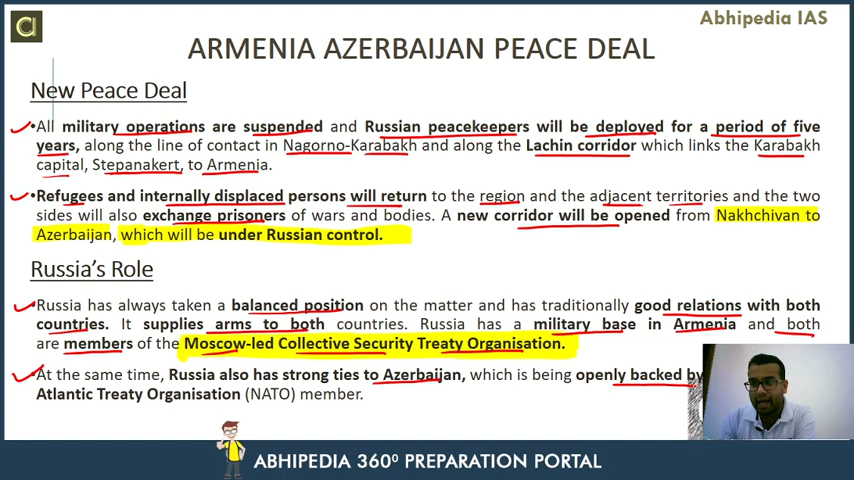 Abhipedia IAS
ARMENIA AZERBAIJAN PEACE DEAL
New Peace Deal
•All military operations are suspended and Russian peacekeepers will be deployed for a period of five
years, along the line of contact in Nagorno-Karabakh and along the Lachin corridor which links the Karabakh
capital, Stepanakert, to Armenia.
•Refugees and internally displaced persons will return to the region and the adjacent territories and the two
sides will also exchange prisoners of wars and bodies. A new corridor will be opened from Nakhchivan to
Azerbaijan, which will be under Russian control.
Russia's Role
•Russia has always taken a balanced position on the matter and has traditionally good relations with both
countries. It supplies arms to both countries. Russia has a military base in Armenia and both
are members of the Moscow-led Collective Security Treaty Organisation.
•At the same time, Russia also has strong ties to Azerbaijan, which is being openly backed by
Atlantic Treaty Organisation (NATO) member.
ABHIPEDIA 360⁰ PREPARATION PORTAL